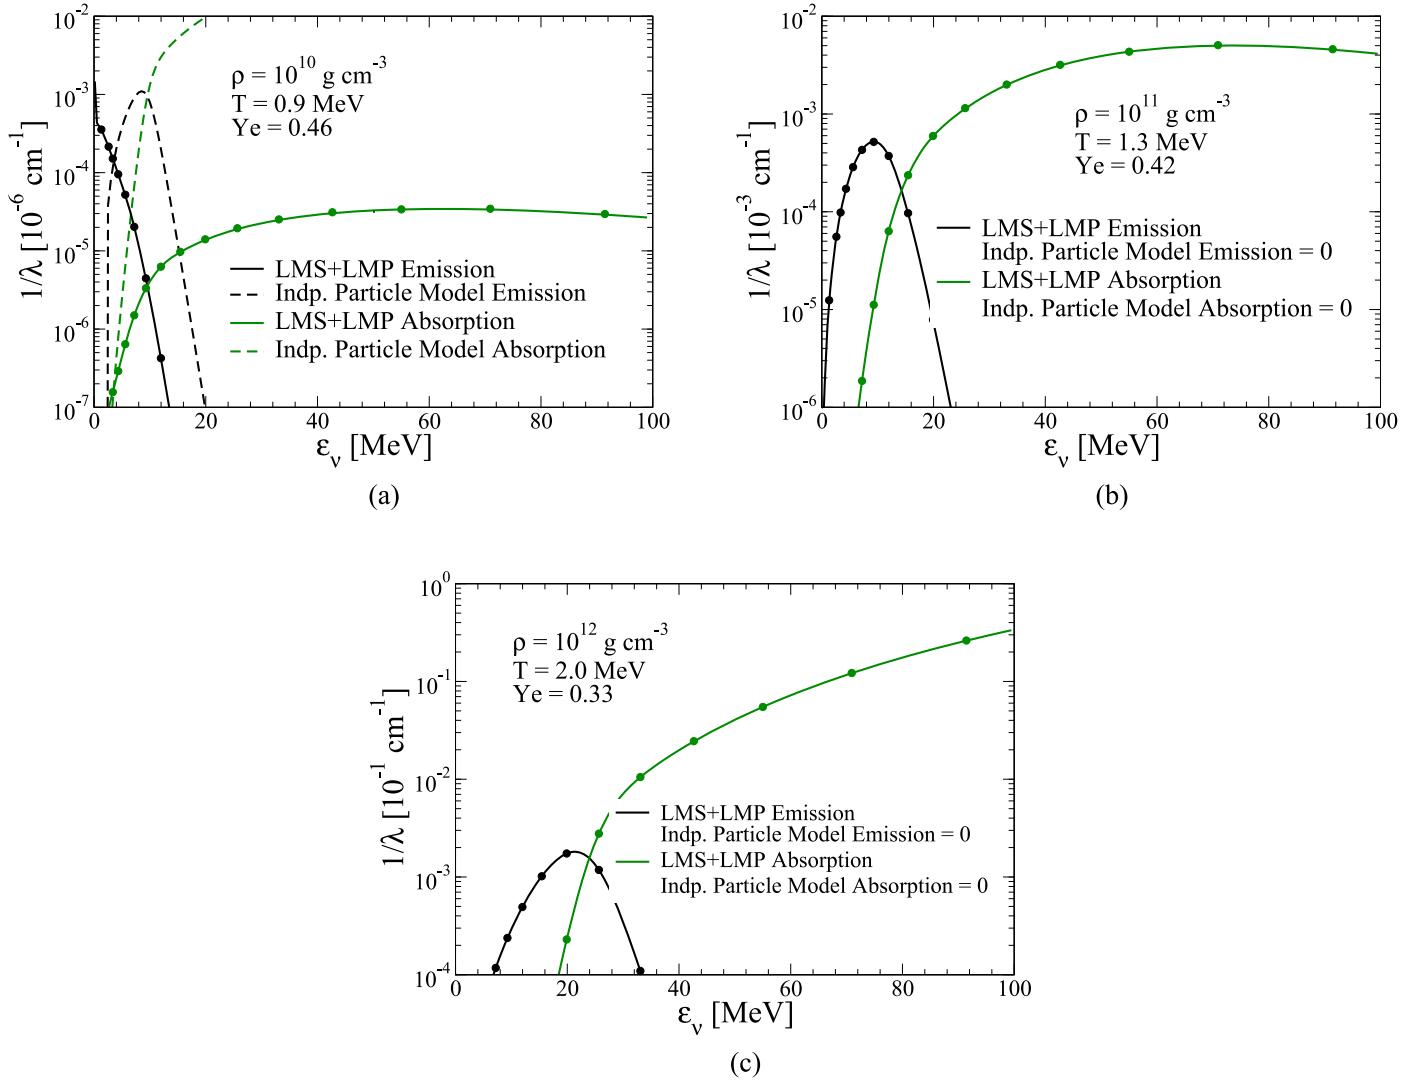 10^-2
10^-3
10^-4
10^-5
10^-6
10^-7
1/λ [10^-6 cm^-1]
ρ = 10^10 g cm^-3
T = 0.9 MeV
Ye = 0.46
LMS+LMP Emission
Indp. Particle Model Emission
LMS+LMP Absorption
Indp. Particle Model Absorption
0 20 40 60 80 100
ε_ν [MeV]
(a)
10^-2
10^-3
10^-4
10^-5
10^-6
1/λ [10^-3 cm^-1]
ρ = 10^11 g cm^-3
T = 1.3 MeV
Ye = 0.42
LMS+LMP Emission
Indp. Particle Model Emission = 0
LMS+LMP Absorption
Indp. Particle Model Absorption = 0
0 20 40 60 80 100
ε_ν [MeV]
(b)
10^0
10^-1
10^-2
10^-3
10^-4
1/λ [10^-1 cm^-1]
ρ = 10^12 g cm^-3
T = 2.0 MeV
Ye = 0.33
LMS+LMP Emission
Indp. Particle Model Emission = 0
LMS+LMP Absorption
Indp. Particle Model Absorption = 0
0 20 40 60 80 100
ε_ν [MeV]
(c)